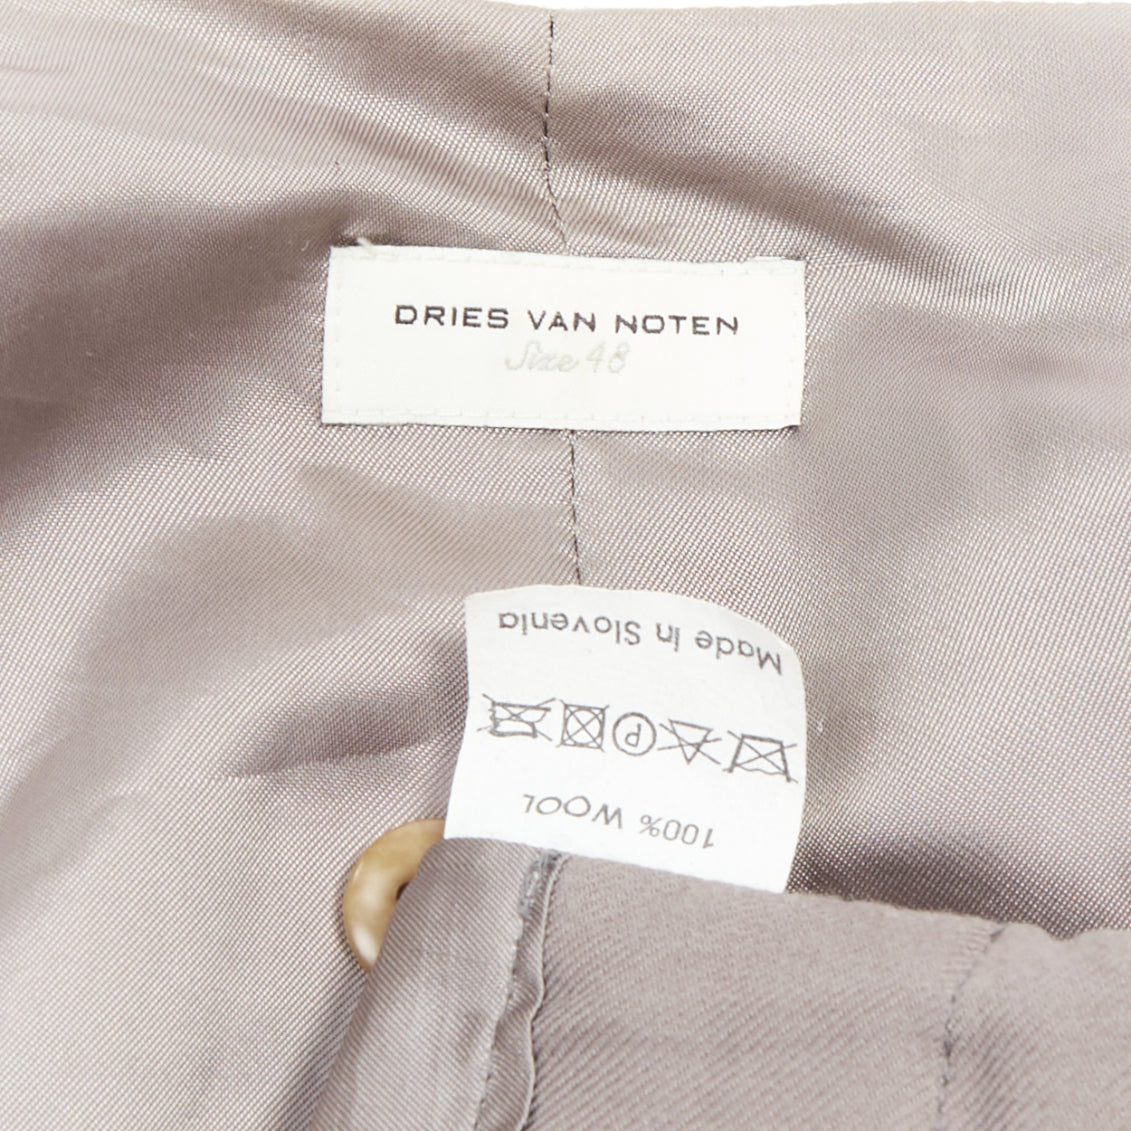 DRIES VAN NOTEN
Size 48
100% WOOL
P
Made in Slovenia